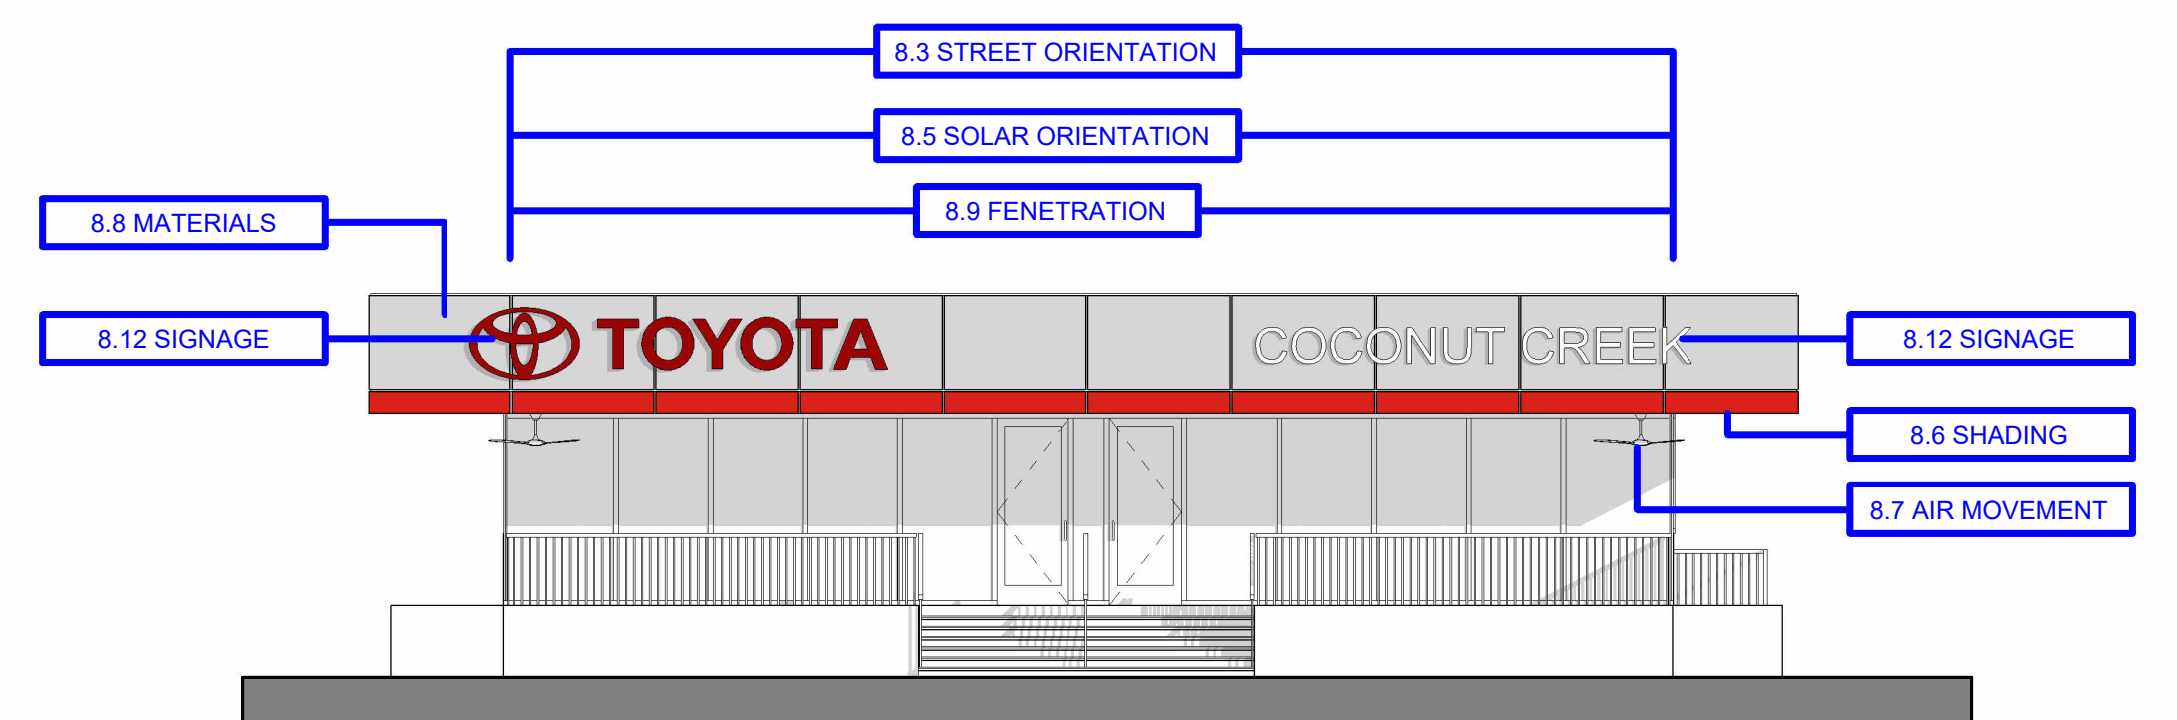 8.3 STREET ORIENTATION
8.5 SOLAR ORIENTATION
8.9 FENETRATION
8.8 MATERIALS
8.12 SIGNAGE
TOYOTA
COCONUT CREEK
8.12 SIGNAGE
8.6 SHADING
8.7 AIR MOVEMENT